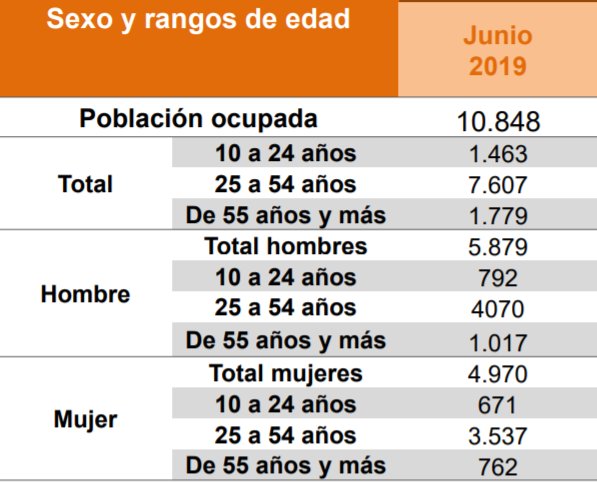 Sexo y rangos de edad
Junio
2019
Población ocupada 10.848
Total
10 a 24 años 1.463
25 a 54 años 7.607
De 55 años y más 1.779
Hombre
Total hombres 5.879
10 a 24 años 792
25 a 54 años 4070
De 55 años y más 1.017
Mujer
Total mujeres 4.970
10 a 24 años 671
25 a 54 años 3.537
De 55 años y más 762